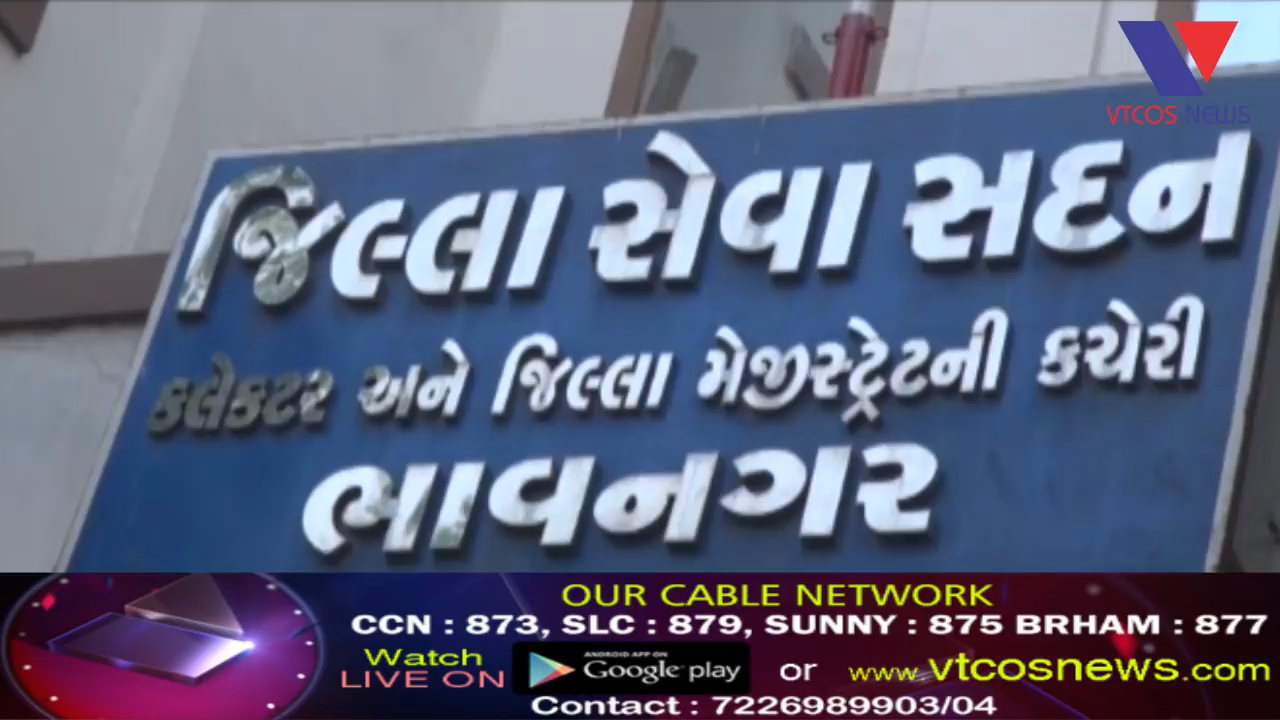 VTCOS NEWS
જિલ્લા સેવા સદન
કલેકટર અને જિલ્લા મેજીસ્ટ્રેટની કચેરી
ભાવનગર
OUR CABLE NETWORK
CCN : 873, SLC : 879, SUNNY : 875 BRHAM : 877
Watch
LIVE ON
ANDROID APP ON
Google play
or
www.vtcosnews.com
Contact : 7226989903/04